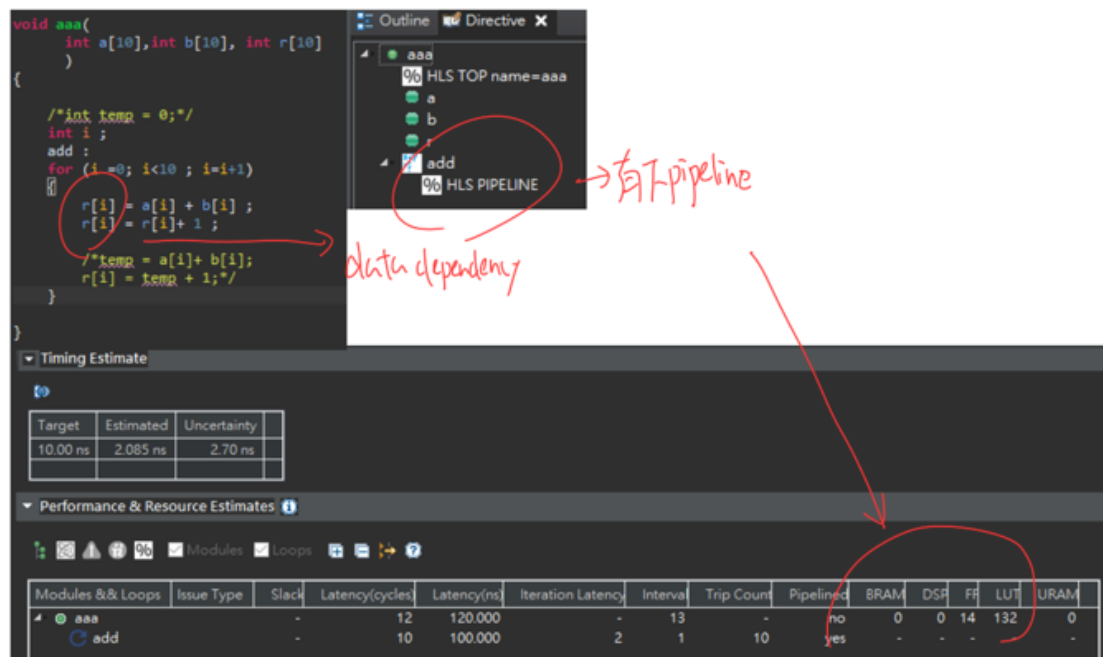 void aaa(
int a[10],int b[10], int r[10]
)
{
/*int temp = 0;*/
int i ;
add :
for (i =0; i<10 ; i=i+1)
{
r[i] = a[i] + b[i] ;
r[i] = r[i]+ 1 ;
/*temp = a[i]+ b[i];
r[i] = temp + 1;*/
}
}
Outline Directive
aaa
% HLS TOP name=aaa
a
b
r
add
% HLS PIPELINE
有下pipeline
data dependency
Timing Estimate
Target Estimated Uncertainty
10.00 ns 2.085 ns 2.70 ns
Performance & Resource Estimates
% Modules Loops
Modules && Loops Issue Type Slack Latency(cycles) Latency(ns) Iteration Latency Interval Trip Count Pipelined BRAM DSP FF LUT URAM
aaa - 12 120.000 - 13 - no 0 0 14 132 0
add - 10 100.000 2 1 10 yes - - - - -